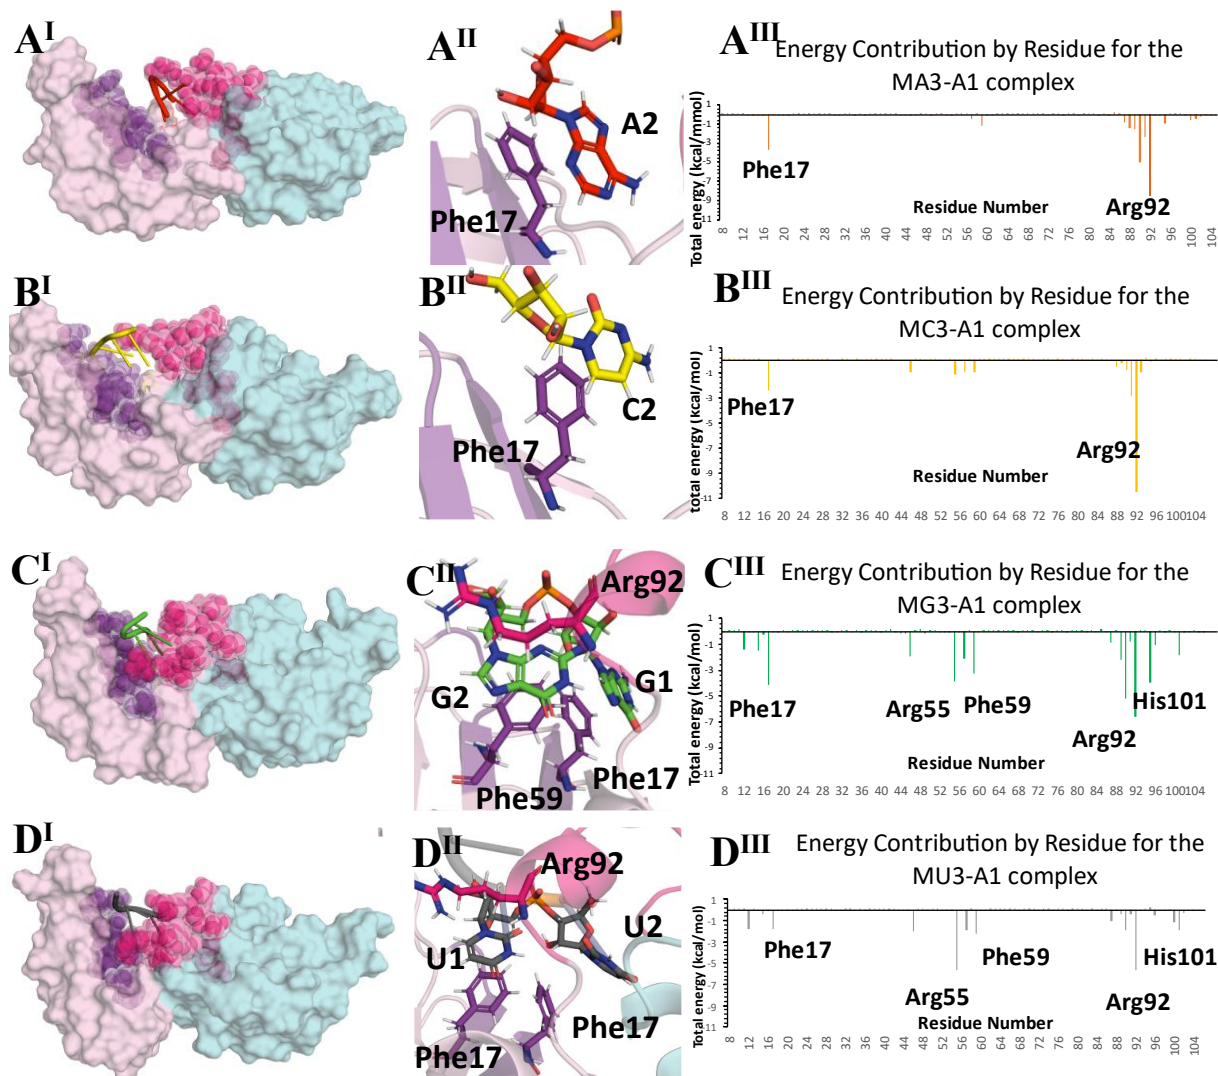 A^I
A^II
A2
Phe17
A^III
Energy Contribution by Residue for the
MA3-A1 complex
Total energy (kcal/mmol)
1
-1
-3
-5
-7
-9
-11
Phe17
Residue Number
Arg92
8 12 16 20 24 28 32 36 40 44 48 52 56 60 64 68 72 76 80 84 88 92 96 100 104
B^I
B^II
C2
Phe17
B^III
Energy Contribution by Residue for the
MC3-A1 complex
total energy (kcal/mol)
1
-1
-3
-5
-7
-9
-11
Phe17
Arg92
Residue Number
8 12 16 20 24 28 32 36 40 44 48 52 56 60 64 68 72 76 80 84 88 92 96 100 104
C^I
C^II
Arg92
G2
G1
Phe59
Phe17
C^III
Energy Contribution by Residue for the
MG3-A1 complex
Total energy (kcal/mol)
1
-1
-3
-5
-7
-9
-11
Phe17
Arg55
Phe59
His101
Arg92
Residue Number
8 12 16 20 24 28 32 36 40 44 48 52 56 60 64 68 72 76 80 84 88 92 96 100 104
D^I
D^II
Arg92
U2
U1
Phe17
Phe17
D^III
Energy Contribution by Residue for the
MU3-A1 complex
Total energy (kcal/mol)
1
-1
-3
-5
-7
-9
-11
Phe17
Phe59
His101
Arg55
Arg92
Residue Number
8 12 16 20 24 28 32 36 40 44 48 52 56 60 64 68 72 76 80 84 88 92 96 100 104